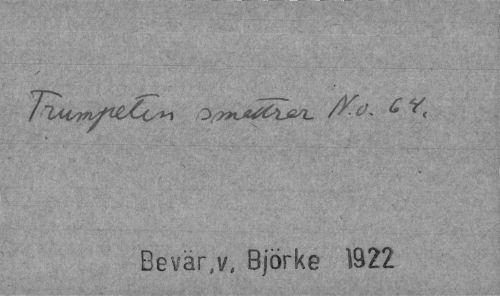 Trumpeten smettrer N.o. 64.
Bevär.v. Björke 1922